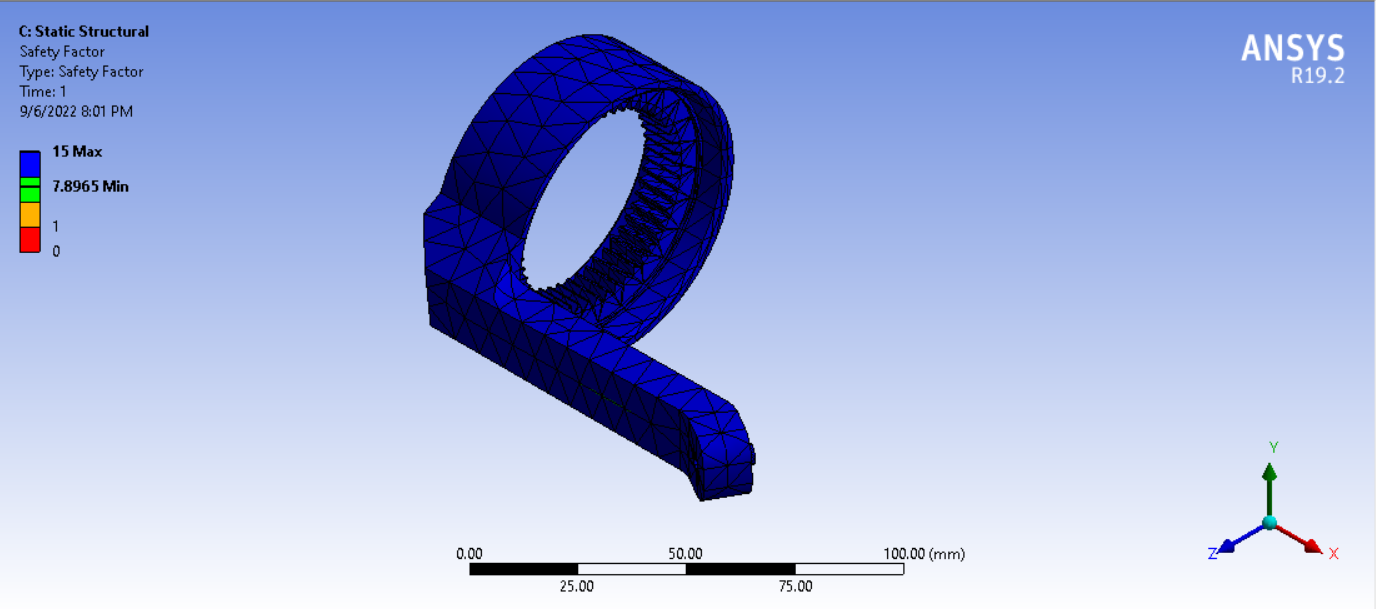 C: Static Structural
Safety Factor
Type: Safety Factor
Time: 1
9/6/2022 8:01 PM
15 Max
7.8965 Min
1
0
ANSYS
R19.2
0.00 50.00 100.00 (mm)
25.00 75.00
Y
Z X